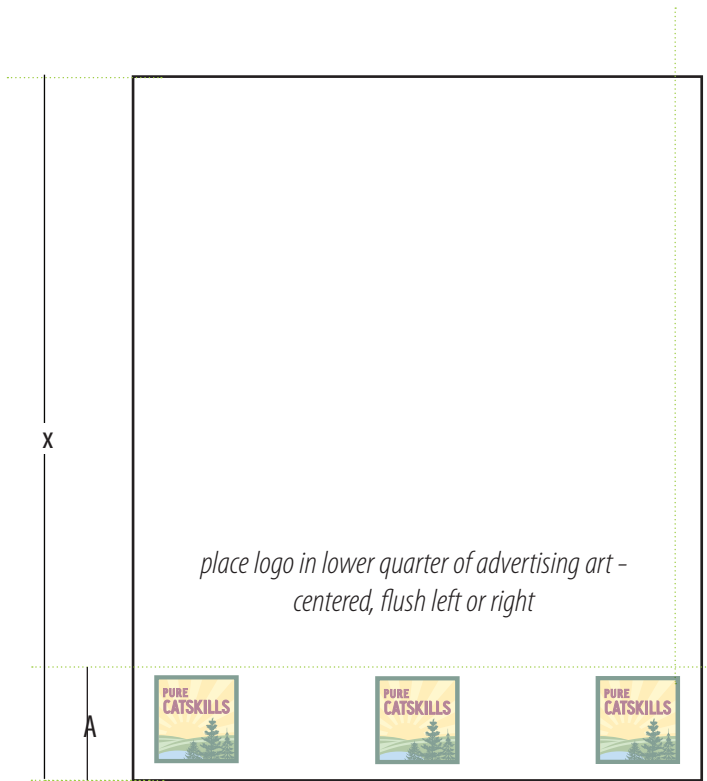 x
place logo in lower quarter of advertising art –
centered, flush left or right
A
PURE
CATSKILLS
PURE
CATSKILLS
PURE
CATSKILLS